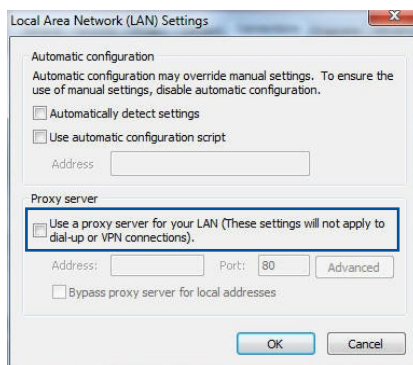 Local Area Network (LAN) Settings
Automatic configuration
Automatic configuration may override manual settings. To ensure the
use of manual settings, disable automatic configuration.
Automatically detect settings
Use automatic configuration script
Address
Proxy server
Use a proxy server for your LAN (These settings will not apply to
dial-up or VPN connections).
Address: Port: 80 Advanced
Bypass proxy server for local addresses
OK Cancel